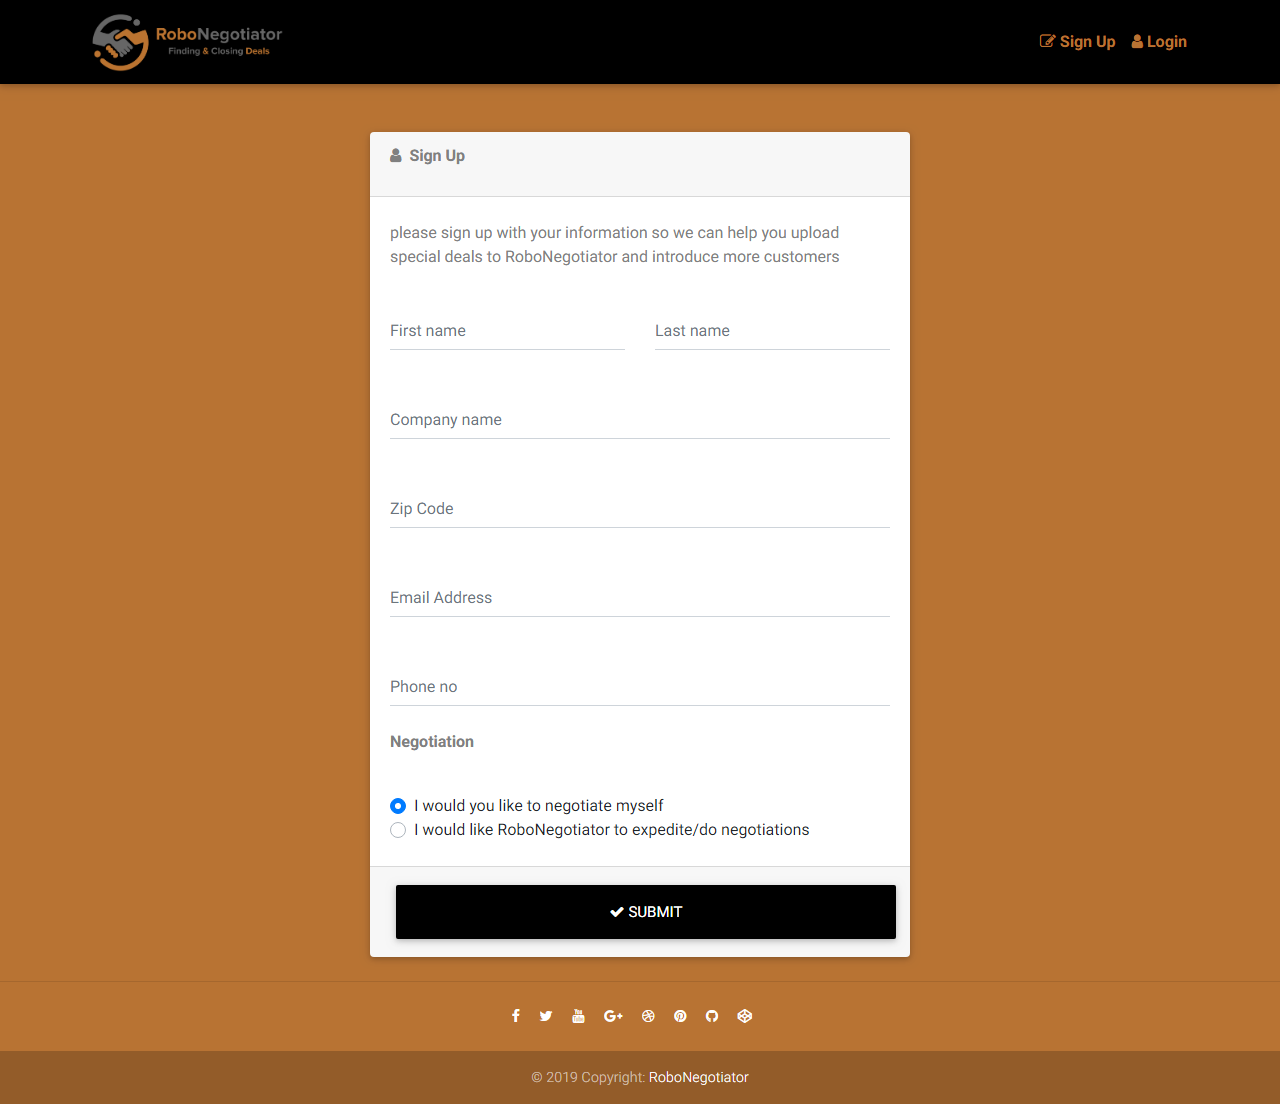 RoboNegotiator
Finding & Closing Deals
Sign Up
Login
Sign Up
please sign up with your information so we can help you upload
special deals to RoboNegotiator and introduce more customers
First name
Last name
Company name
Zip Code
Email Address
Phone no
Negotiation
I would you like to negotiate myself
I would like RoboNegotiator to expedite/do negotiations
SUBMIT
© 2019 Copyright: RoboNegotiator